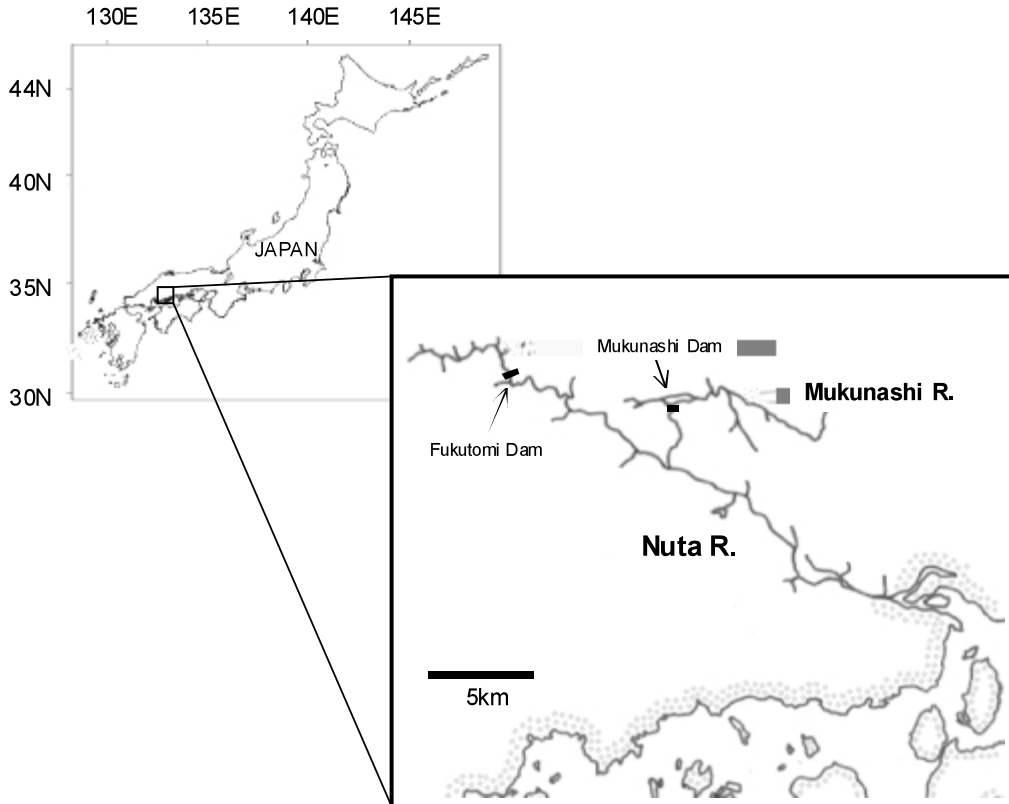 130E 135E 140E 145E
44N
40N
JAPAN
35N
30N
Mukunashi Dam
Mukunashi R.
Fukutomi Dam
Nuta R.
5km